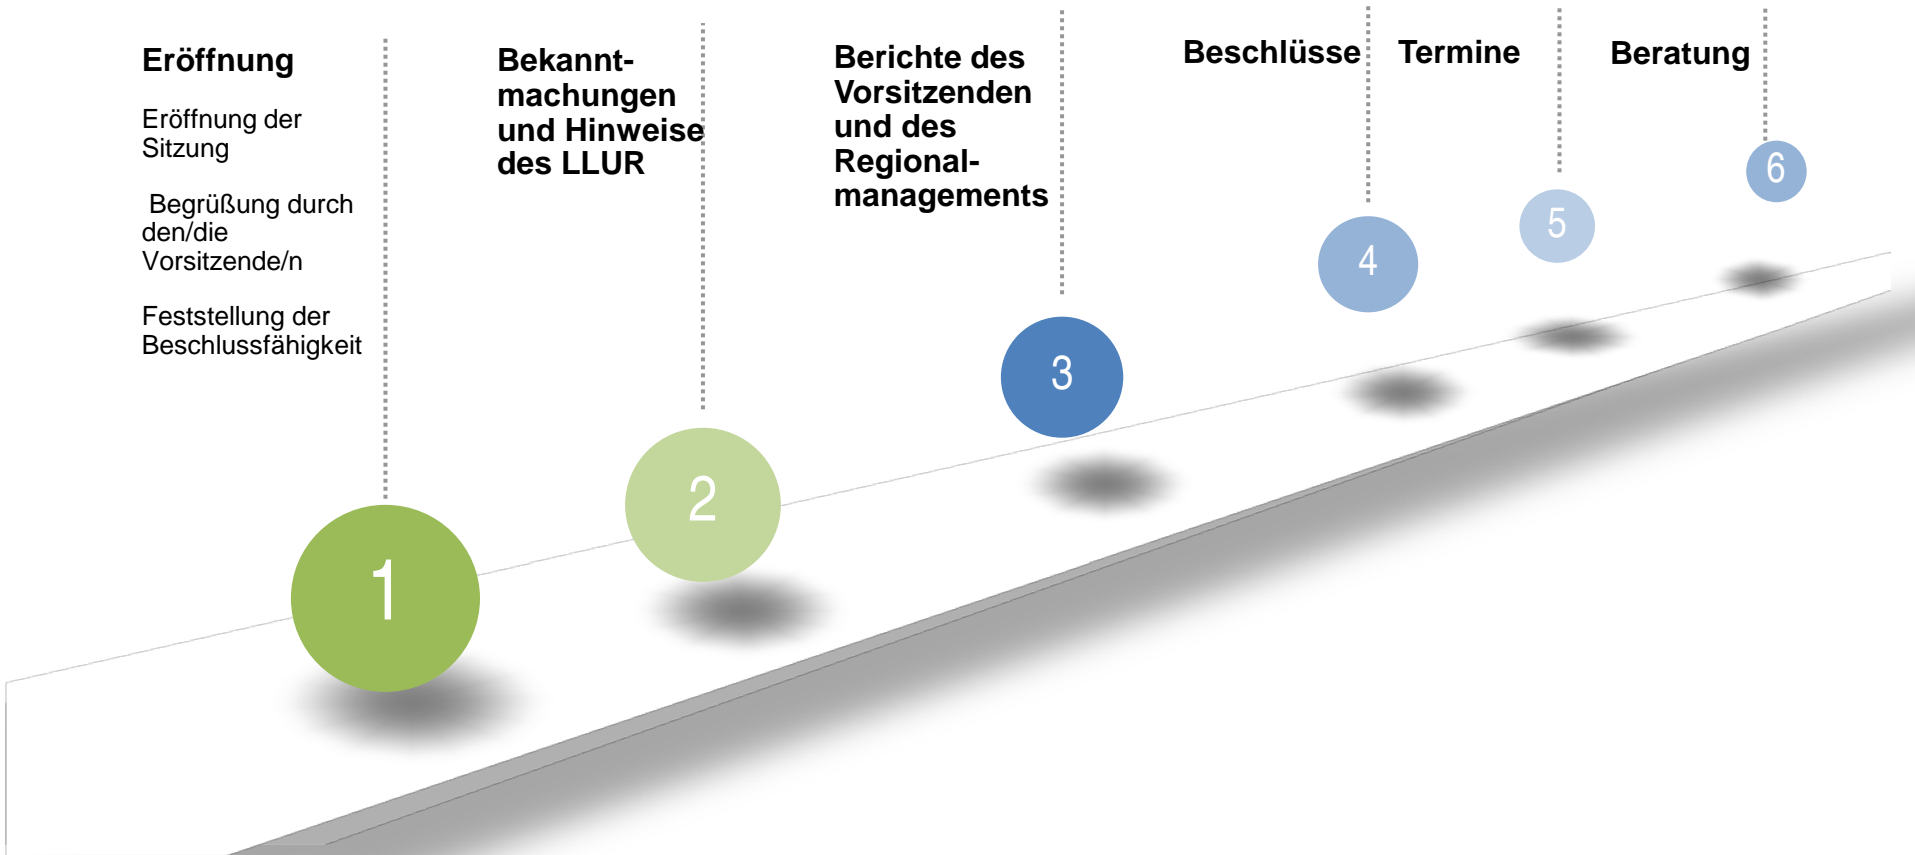 Eröffnung
Eröffnung der
Sitzung
Begrüßung durch
den/die
Vorsitzende/n
Feststellung der
Beschlussfähigkeit
1
Bekannt-
machungen
und Hinweise
des LLUR
2
Berichte des
Vorsitzenden
und des
Regional-
managements
3
Beschlüsse
4
Termine
5
Beratung
6